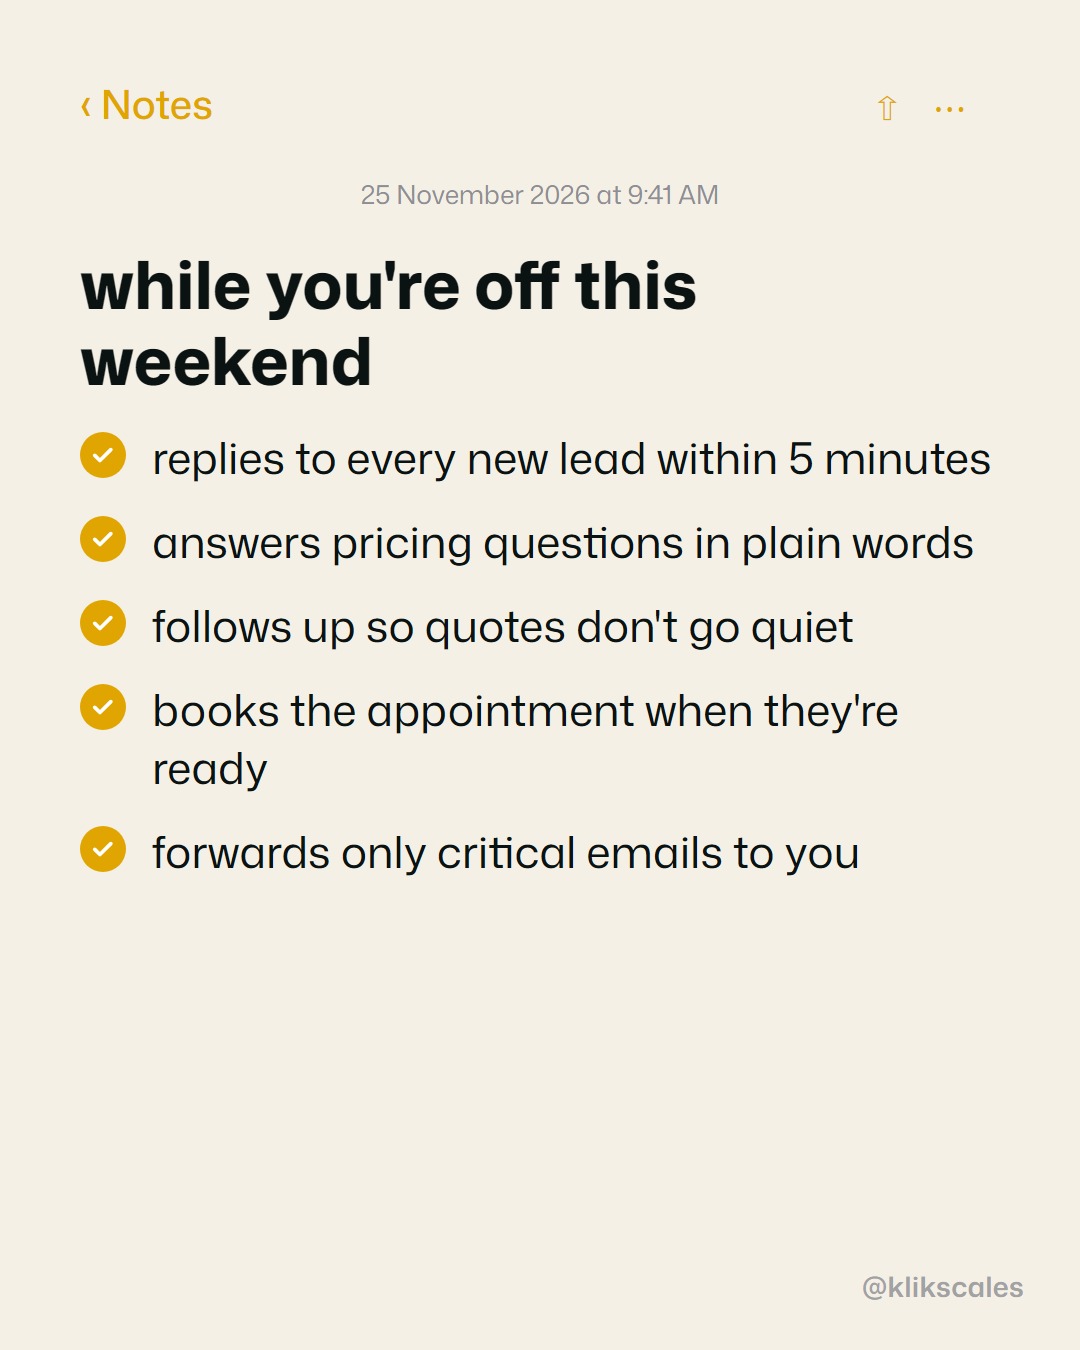 ‹ Notes ⇧ ...
25 November 2026 at 9:41 AM
while you're off this
weekend
replies to every new lead within 5 minutes
answers pricing questions in plain words
follows up so quotes don't go quiet
books the appointment when they're
ready
forwards only critical emails to you
@klikscales